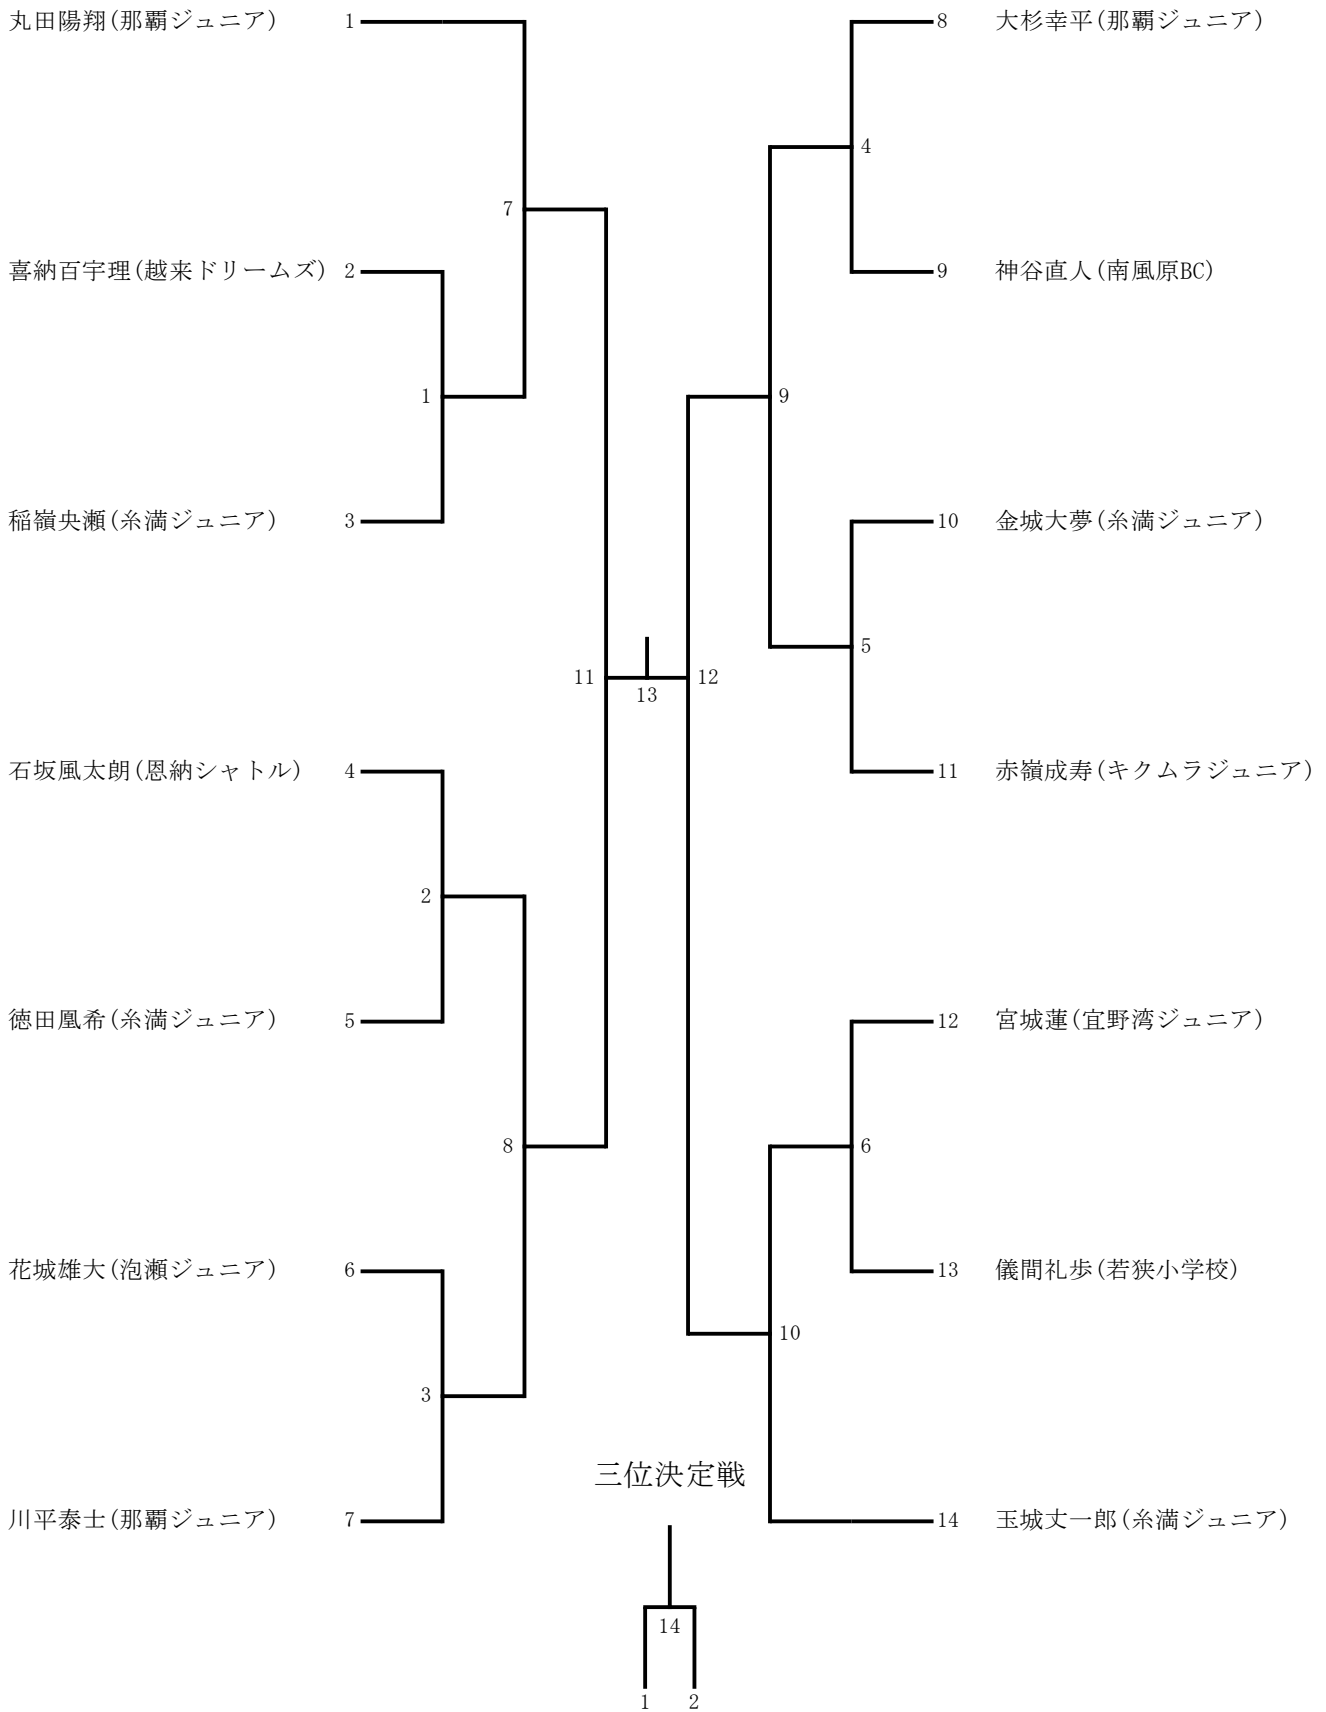 丸田陽翔(那覇ジュニア) 1
8 大杉幸平(那覇ジュニア)
4
7
喜納百宇理(越来ドリームズ) 2
9 神谷直人(南風原BC)
1
9
稲嶺央瀬(糸満ジュニア) 3
10 金城大夢(糸満ジュニア)
5
11
13
12
石坂風太朗(恩納シャトル) 4
11 赤嶺成寿(キクムラジュニア)
2
徳田凰希(糸満ジュニア) 5
12 宮城蓮(宜野湾ジュニア)
8
6
花城雄大(泡瀬ジュニア) 6
13 儀間礼歩(若狭小学校)
10
3
三位決定戦
川平泰士(那覇ジュニア) 7
14 玉城丈一郎(糸満ジュニア)
14
1 2